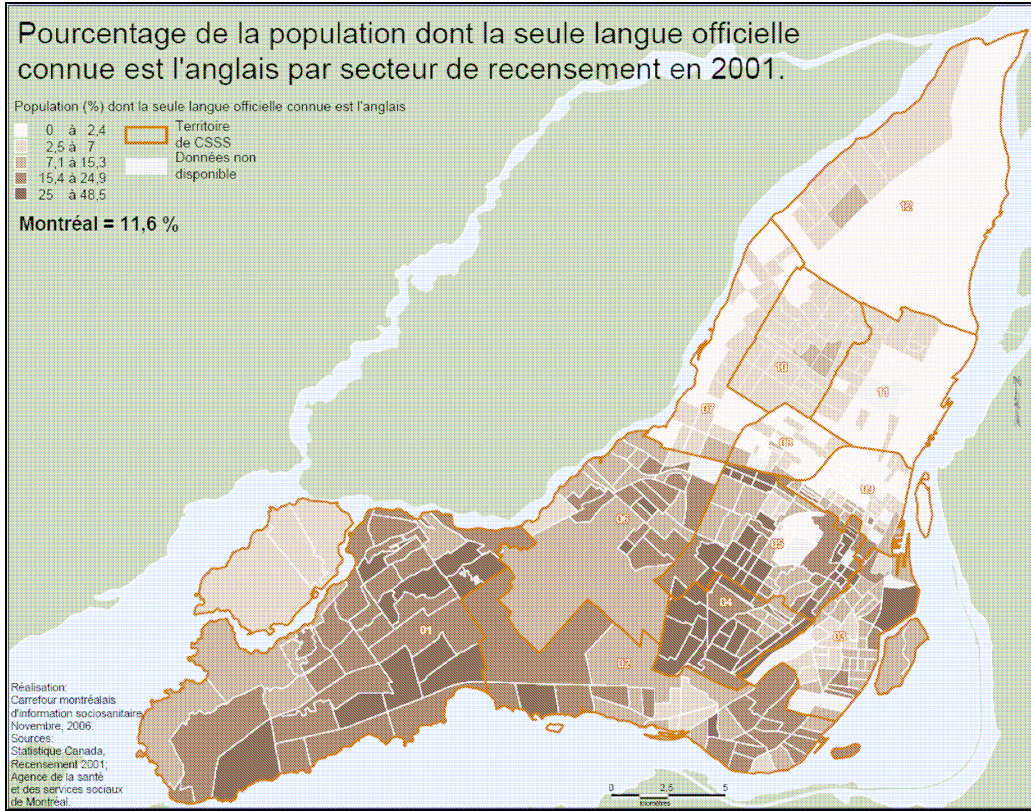 Pourcentage de la population dont la seule langue officielle
connue est l'anglais par secteur de recensement en 2001.
Population (%) dont la seule langue officielle connue est l'anglais
0 à 2,4
2,5 à 7
7,1 à 15,3
15,4 à 24,9
25 à 48,5
Territoire
de CSSS
Données non
disponible
Montréal = 11,6 %
12
10
11
07
08
09
06
05
04
01
03
02
Réalisation:
Carrefour montréalais
d'information sociosanitaire
Novembre, 2006.
Sources:
Statistique Canada,
Recensement 2001;
Agence de la santé
et des services sociaux
de Montréal.
0 2,5 5
kilomètres